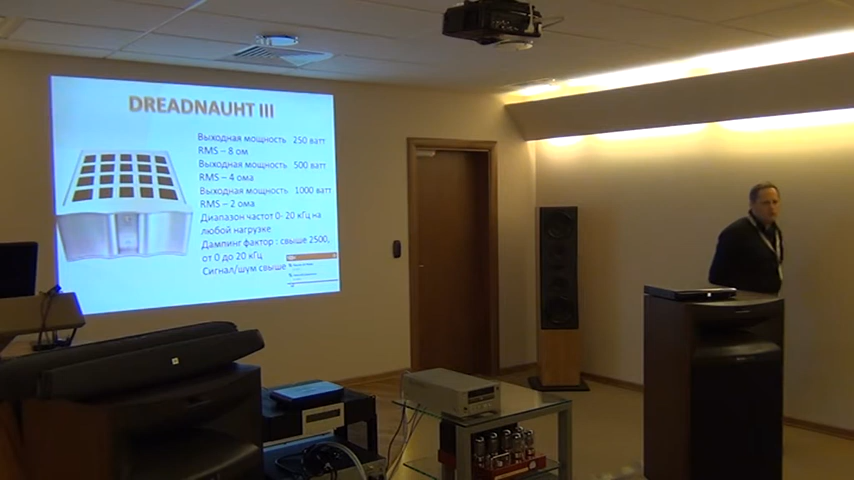 DREADNAUHT III
Выходная мощность 250 ватт
RMS – 8 ом
Выходная мощность 500 ватт
RMS – 4 ома
Выходная мощность 1000 ватт
RMS – 2 ома
Диапазон частот 0- 20 кГц на
любой нагрузке
Дампинг фактор : свыше 2500,
от 0 до 20 кГц
Сигнал/шум свыше